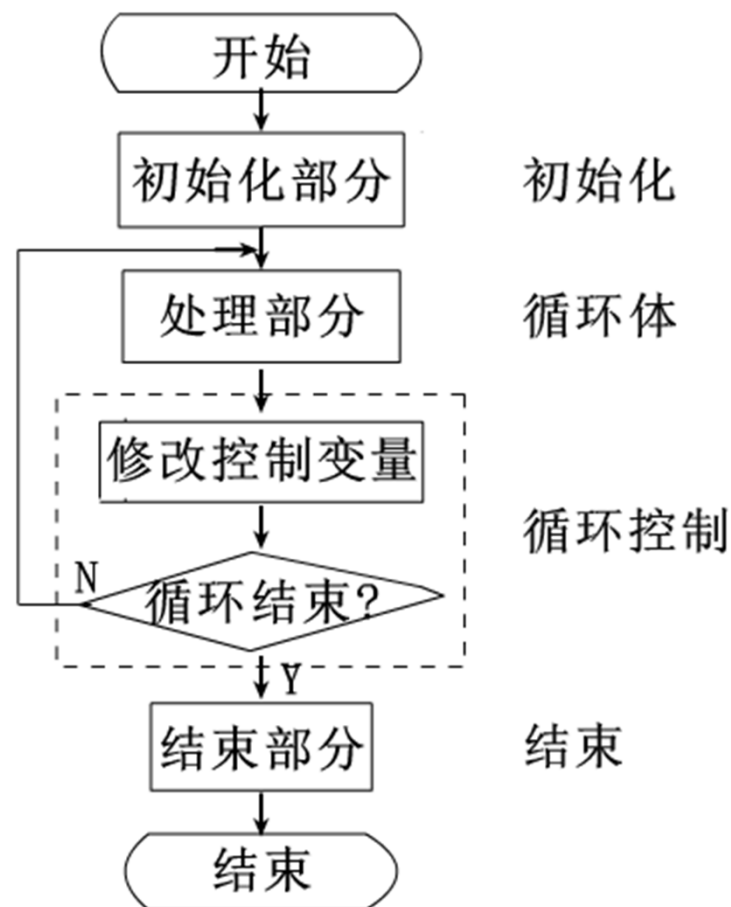 开始
初始化部分 初始化
处理部分 循环体
修改控制变量
循环控制
N
循环结束?
Y
结束部分 结束
结束